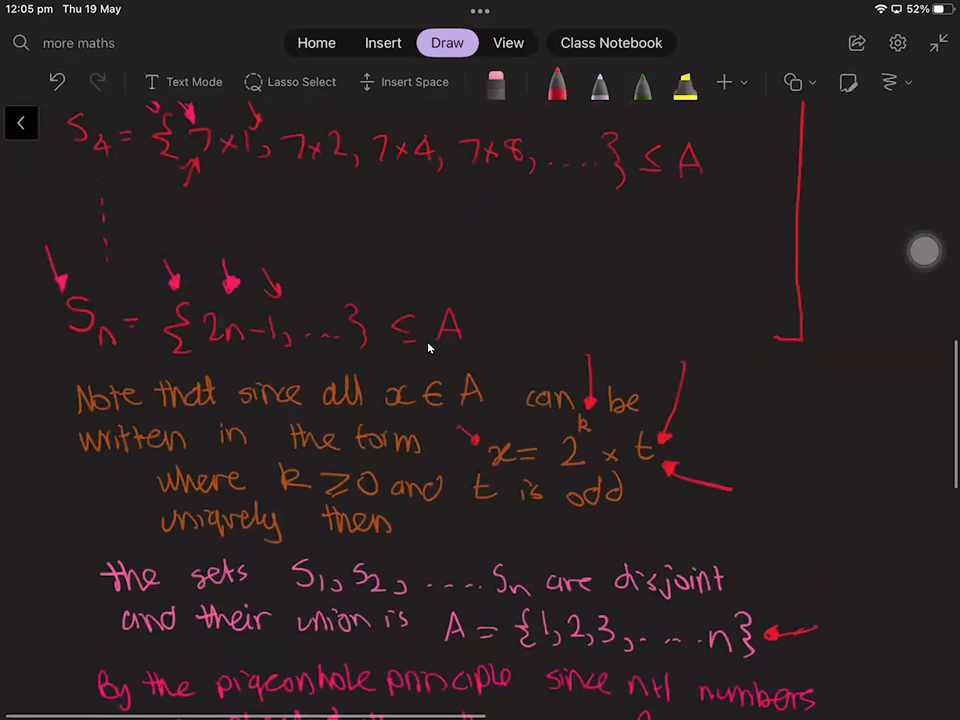 12:05 pm Thu 19 May 52%
more maths Home Insert Draw View Class Notebook
Text Mode Lasso Select Insert Space
S4 = {7×1, 7×2, 7×4, 7×8, .....} ≤ A
Sn = {2n-1, ....} ≤ A
Note that since all x ∈ A can be
written in the form x = 2^k × t
where k ≥ 0 and t is odd
uniquely then
the sets S1, S2, ..... Sn are disjoint
and their union is A = {1,2,3, ..... n}
By the pigeonhole principle since n+1 numbers